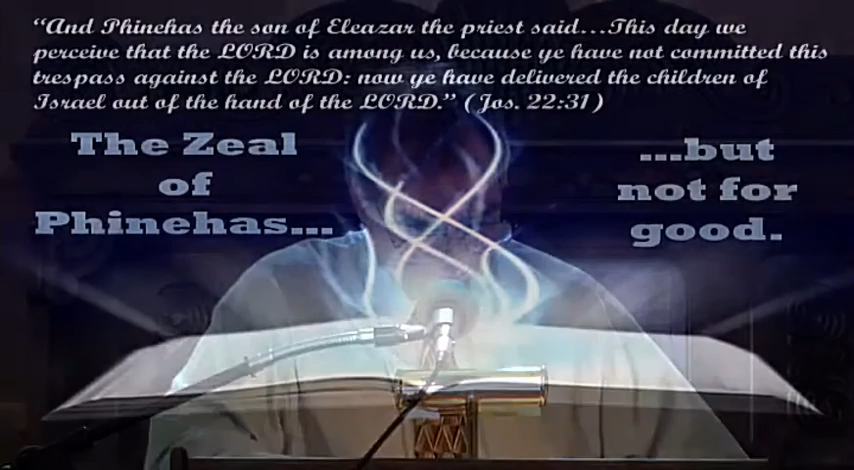 “And Phinehas the son of Eleazar the priest said...This day we
perceive that the LORD is among us, because ye have not committed this
trespass against the LORD: now ye have delivered the children of
Israel out of the hand of the LORD.” (Jos. 22:31)
The Zeal
of
Phinehas...
...but
not for
good.